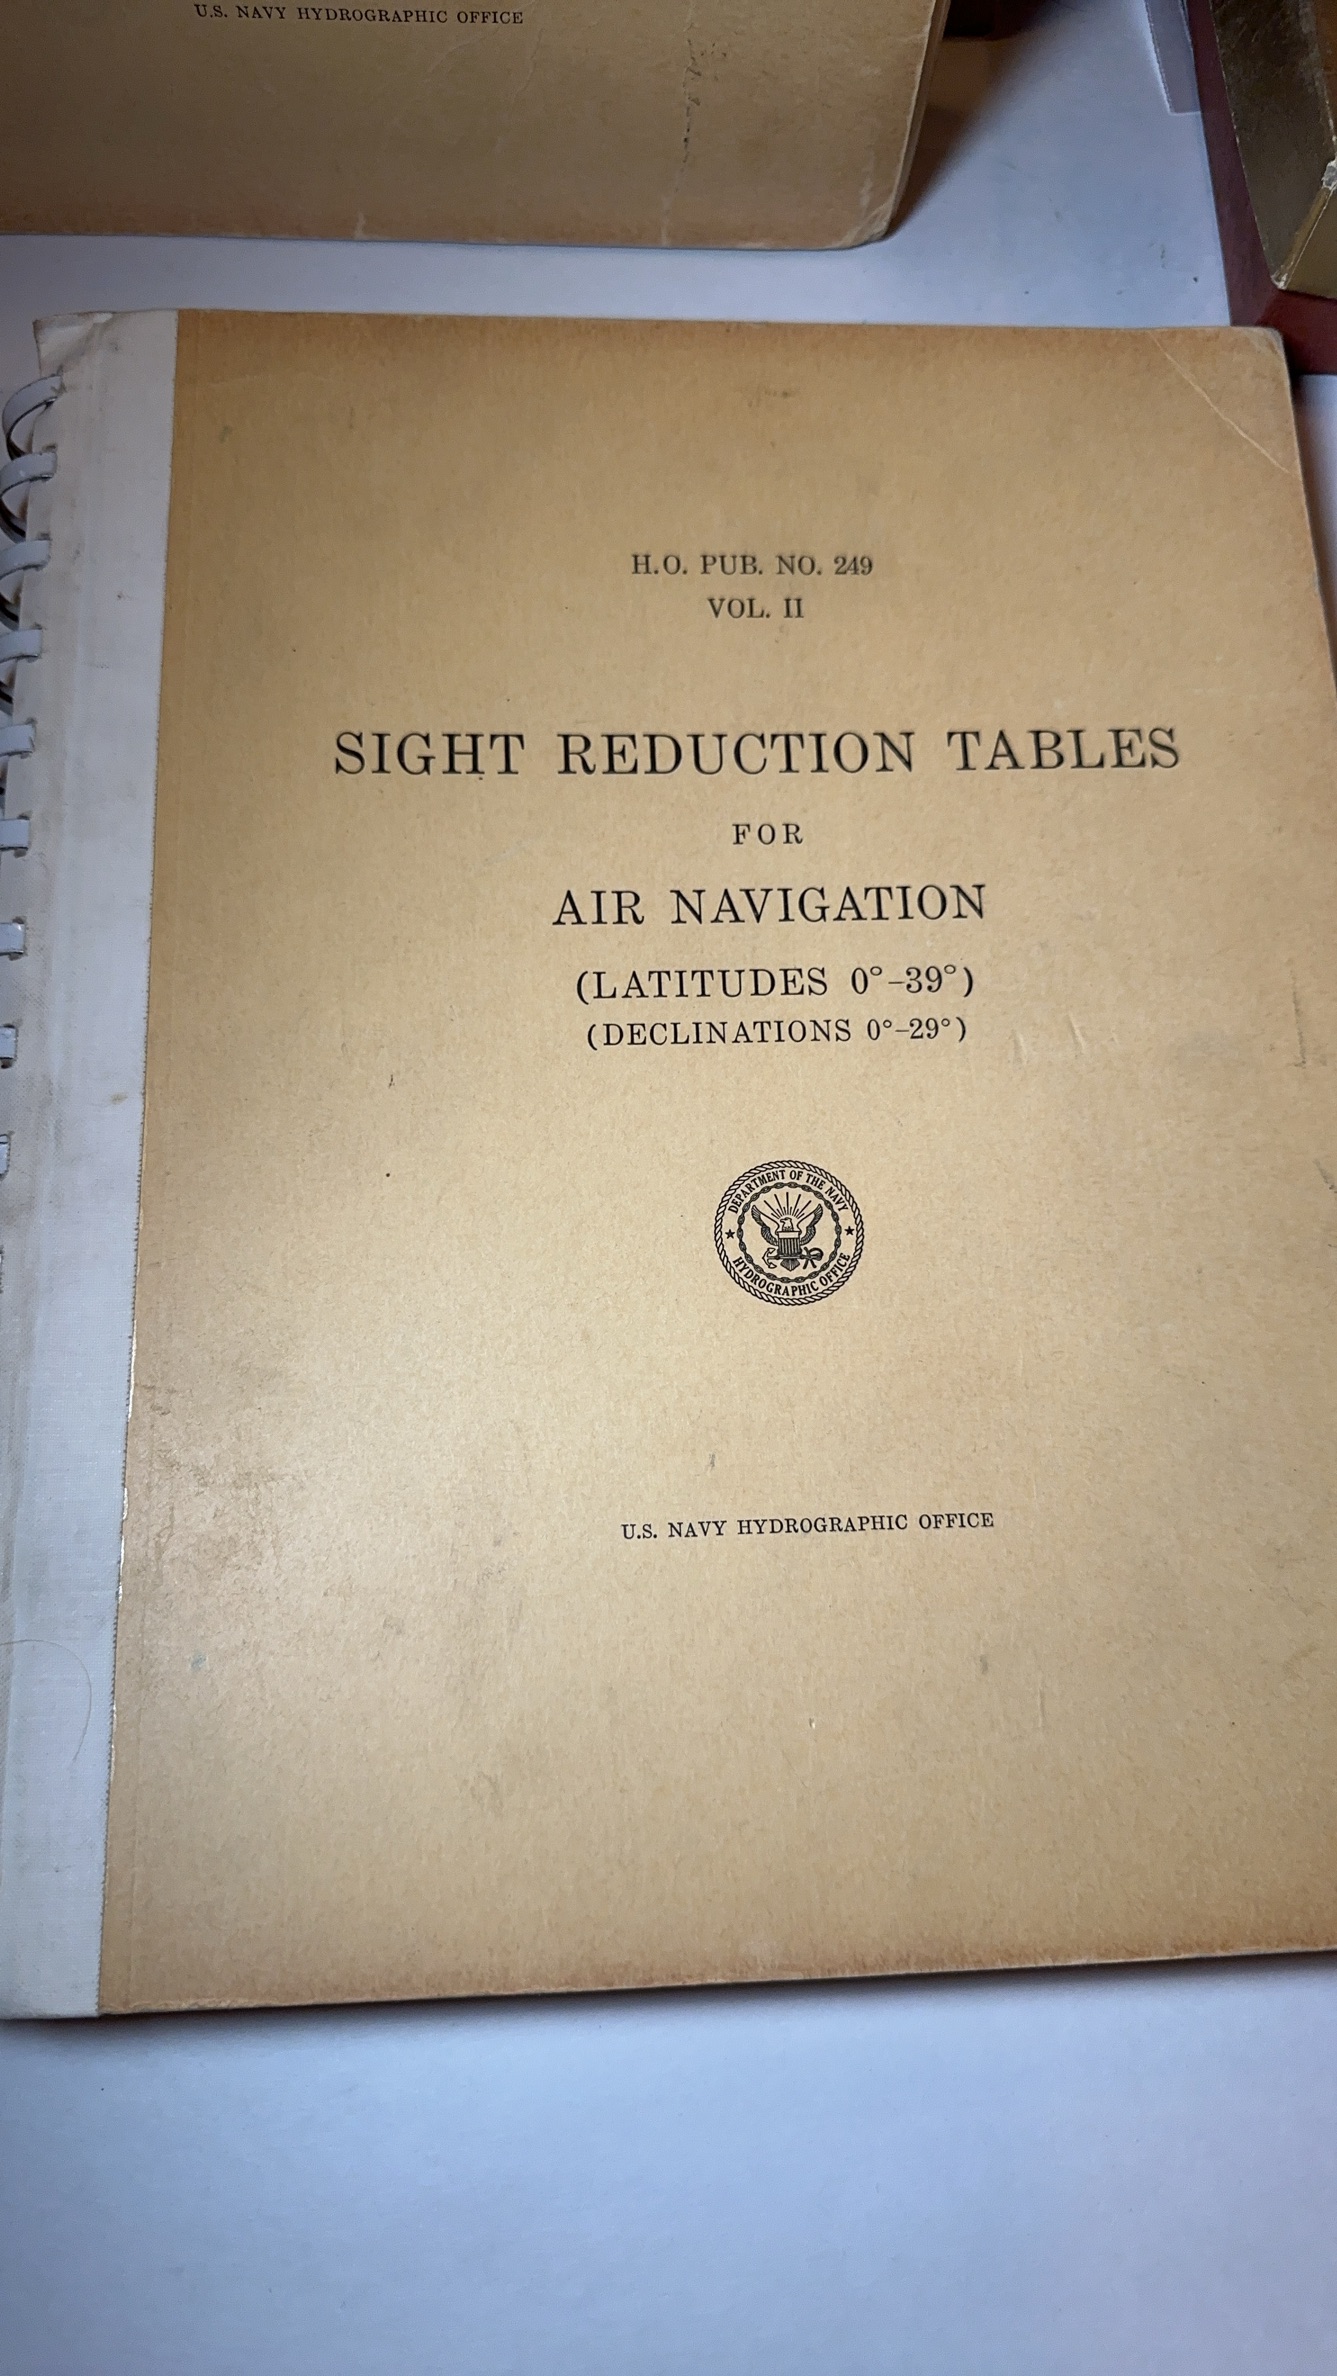 U.S. NAVY HYDROGRAPHIC OFFICE
H.O. PUB. NO. 249
VOL. II
SIGHT REDUCTION TABLES
FOR
AIR NAVIGATION
(LATITUDES 0°–39°)
(DECLINATIONS 0°–29°)
DEPARTMENT OF THE NAVY
HYDROGRAPHIC OFFICE
U.S. NAVY HYDROGRAPHIC OFFICE